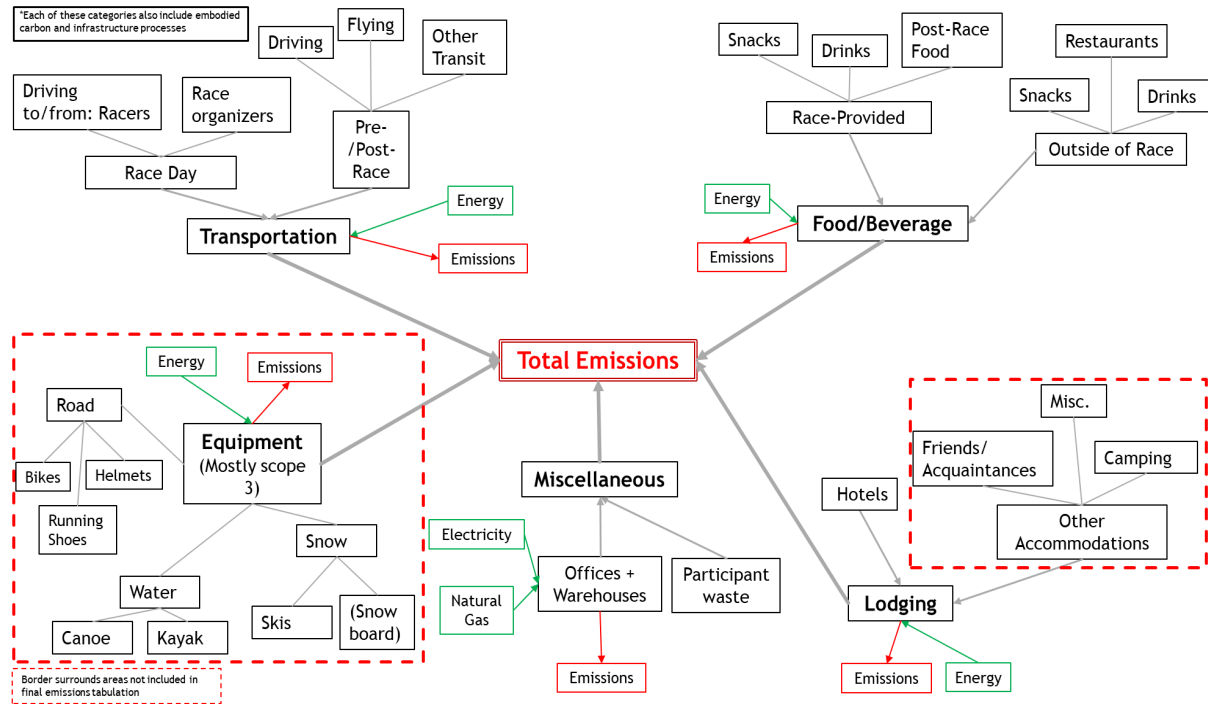 *Each of these categories also include embodied
carbon and infrastructure processes
Driving
Flying
Other
Transit
Driving
to/from: Racers
Race
organizers
Pre-
/Post-
Race
Race Day
Energy
Transportation
Emissions
Snacks
Drinks
Post-Race
Food
Restaurants
Snacks
Drinks
Race-Provided
Outside of Race
Energy
Food/Beverage
Emissions
Total Emissions
Energy
Emissions
Road
Equipment
(Mostly scope
3)
Bikes
Helmets
Running
Shoes
Snow
Water
Skis
(Snow
board)
Canoe
Kayak
Border surrounds areas not included in
final emissions tabulation
Miscellaneous
Electricity
Natural
Gas
Offices +
Warehouses
Participant
waste
Emissions
Misc.
Friends/
Acquaintances
Camping
Hotels
Other
Accommodations
Lodging
Emissions
Energy